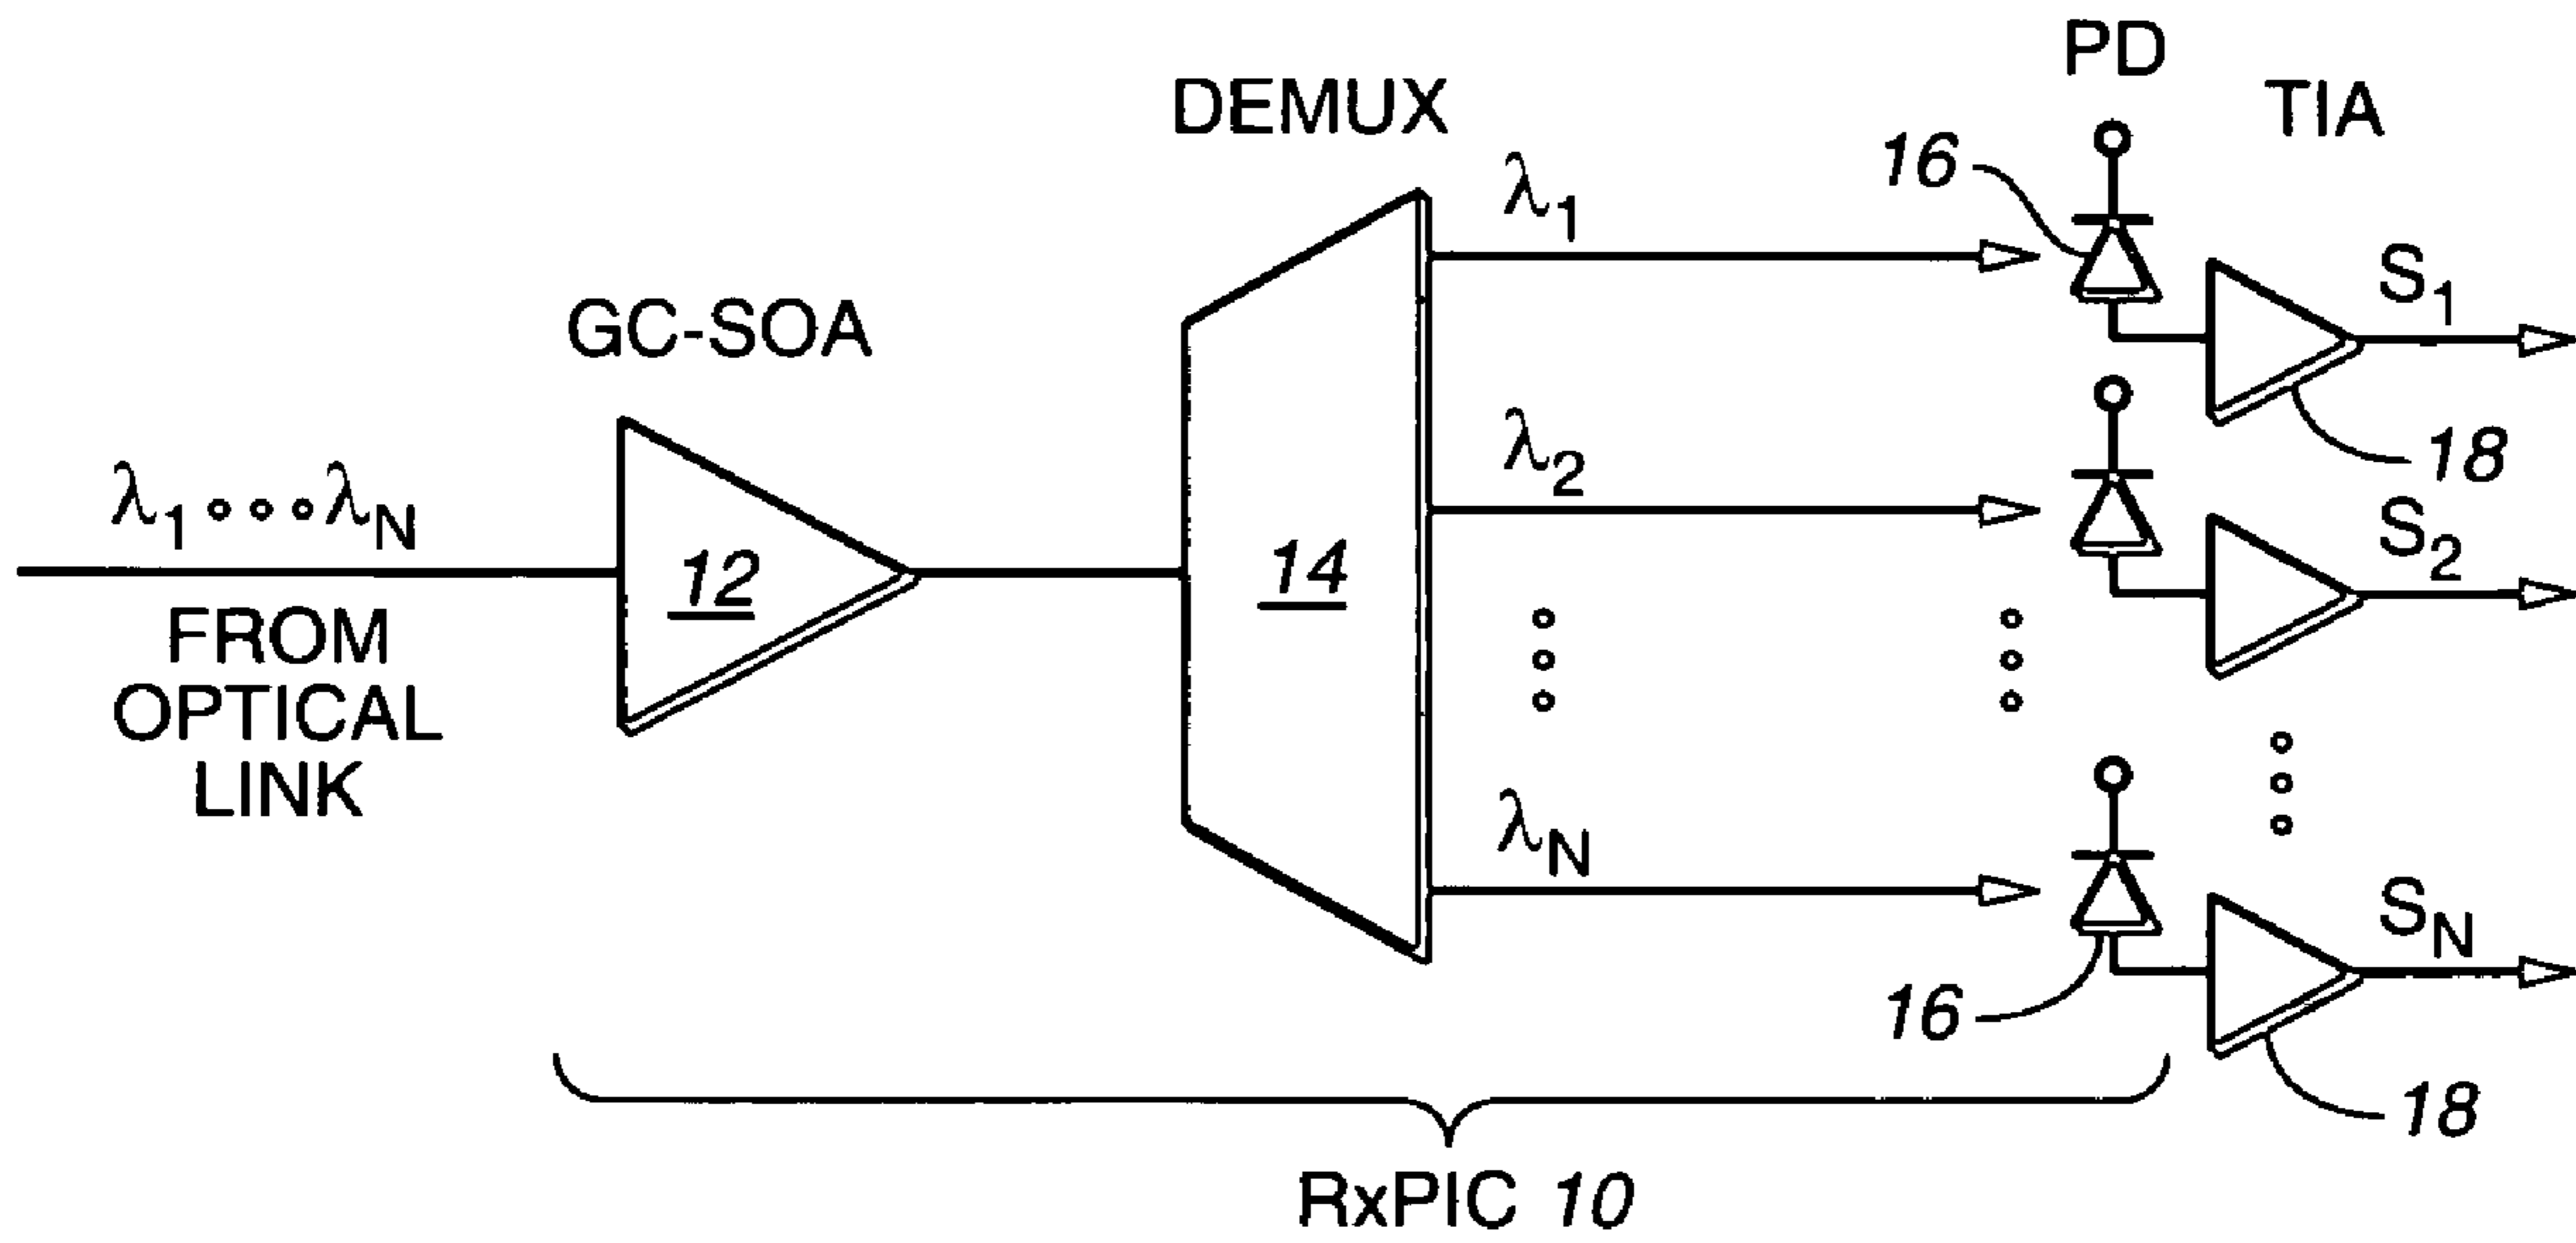 PD
DEMUX
TIA
16
λ1
S1
GC-SOA
18
λ2
λ1∘∘∘λN
S2
12
14
FROM
OPTICAL
LINK
λN
SN
16
18
RxPIC 10